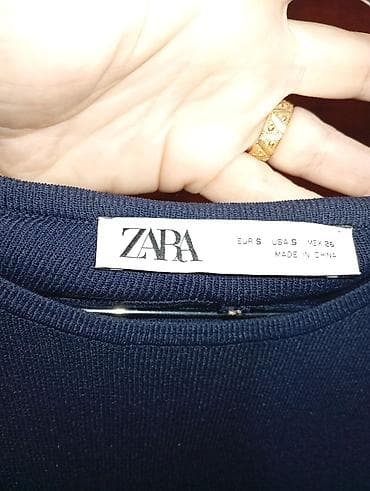 ZARA
EUR S USA S MEX 26
MADE IN CHINA